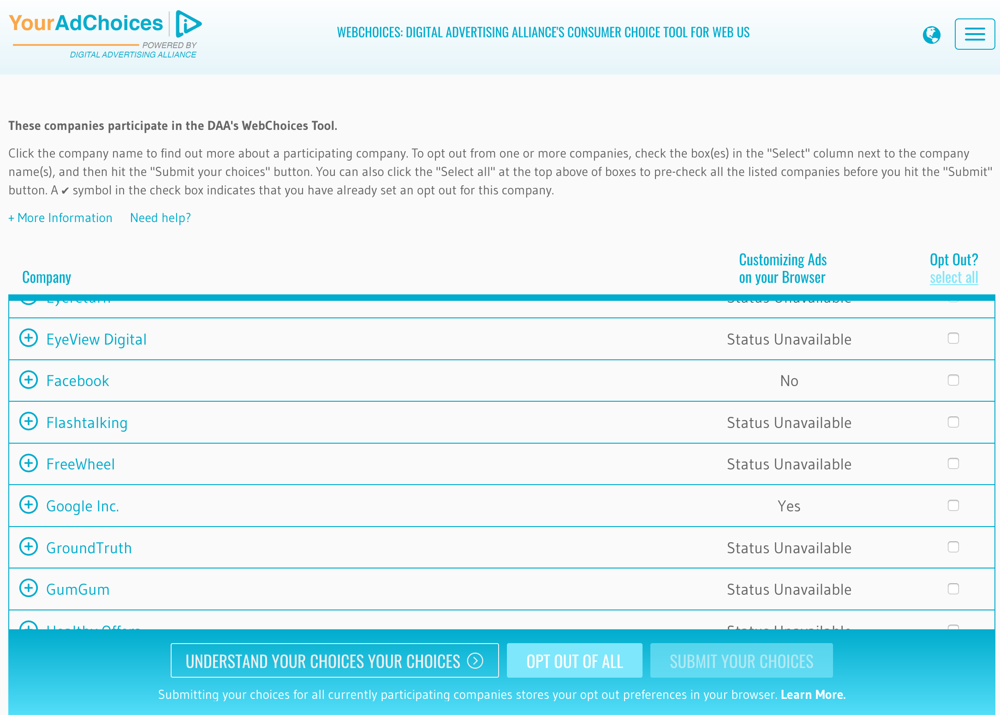 YourAdChoices
POWERED BY
DIGITAL ADVERTISING ALLIANCE
WEBCHOICES: DIGITAL ADVERTISING ALLIANCE'S CONSUMER CHOICE TOOL FOR WEB US
These companies participate in the DAA's WebChoices Tool.
Click the company name to find out more about a participating company. To opt out from one or more companies, check the box(es) in the "Select" column next to the company
name(s), and then hit the "Submit your choices" button. You can also click the "Select all" at the top above of boxes to pre-check all the listed companies before you hit the "Submit"
button. A ✔ symbol in the check box indicates that you have already set an opt out for this company.
+ More Information Need help?
Company
Customizing Ads
on your Browser
Opt Out?
select all
Eyereturn Status Unavailable
EyeView Digital Status Unavailable
Facebook No
Flashtalking Status Unavailable
FreeWheel Status Unavailable
Google Inc. Yes
GroundTruth Status Unavailable
GumGum Status Unavailable
Healthy Offers Status Unavailable
UNDERSTAND YOUR CHOICES YOUR CHOICES
OPT OUT OF ALL
SUBMIT YOUR CHOICES
Submitting your choices for all currently participating companies stores your opt out preferences in your browser. Learn More.